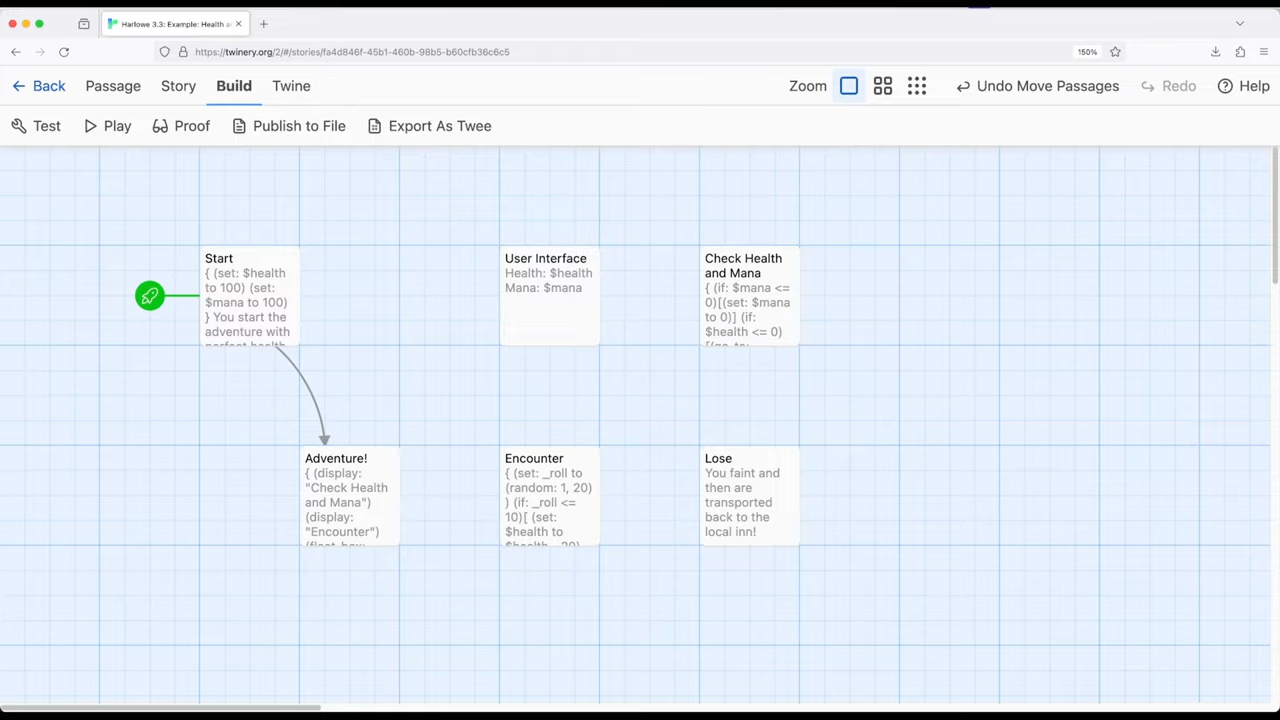 Harlowe 3.3: Example: Health a
https://twinery.org/2/#/stories/fa4d846f-45b1-460b-98b5-b60cfb36c6c5
150%
Back Passage Story Build Twine Zoom Undo Move Passages Redo Help
Test Play Proof Publish to File Export As Twee
Start
{ (set: $health
to 100) (set:
$mana to 100)
} You start the
adventure with
perfect health
User Interface
Health: $health
Mana: $mana
Check Health
and Mana
{ (if: $mana <=
0)[(set: $mana
to 0)] (if:
$health <= 0)
[(go-to:
Adventure!
{ (display:
"Check Health
and Mana")
(display:
"Encounter")
(float-box:
Encounter
{ (set: _roll to
(random: 1, 20)
) (if: _roll <=
10)[ (set:
$health to
$health - 20)
Lose
You faint and
then are
transported
back to the
local inn!